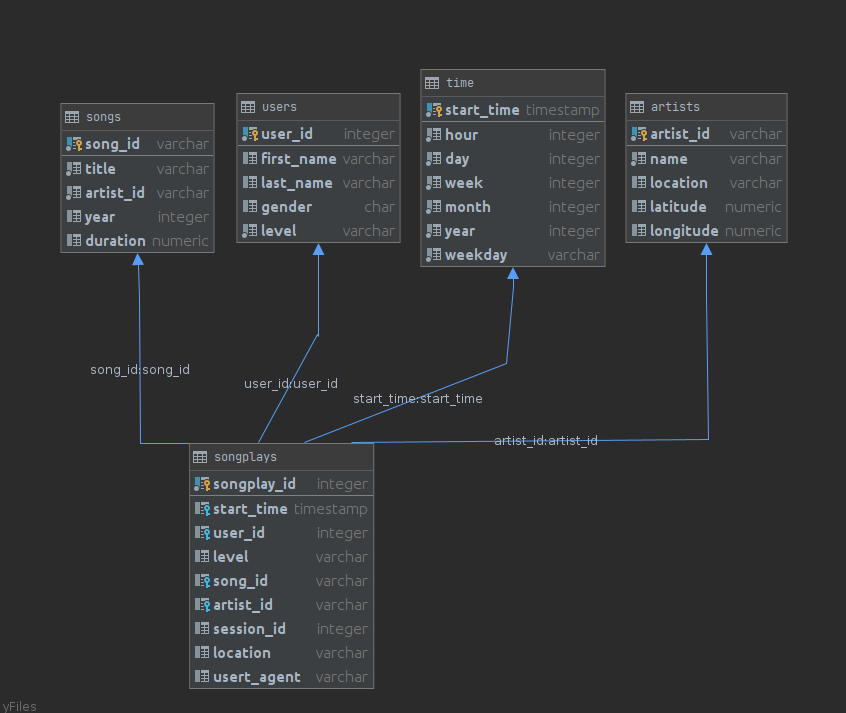 songs
song_id varchar
title varchar
artist_id varchar
year integer
duration numeric
users
user_id integer
first_name varchar
last_name varchar
gender char
level varchar
time
start_time timestamp
hour integer
day integer
week integer
month integer
year integer
weekday varchar
artists
artist_id varchar
name varchar
location varchar
latitude numeric
longitude numeric
song_id:song_id
user_id:user_id
start_time:start_time
artist_id:artist_id
songplays
songplay_id integer
start_time timestamp
user_id integer
level varchar
song_id varchar
artist_id varchar
session_id integer
location varchar
usert_agent varchar
yFiles